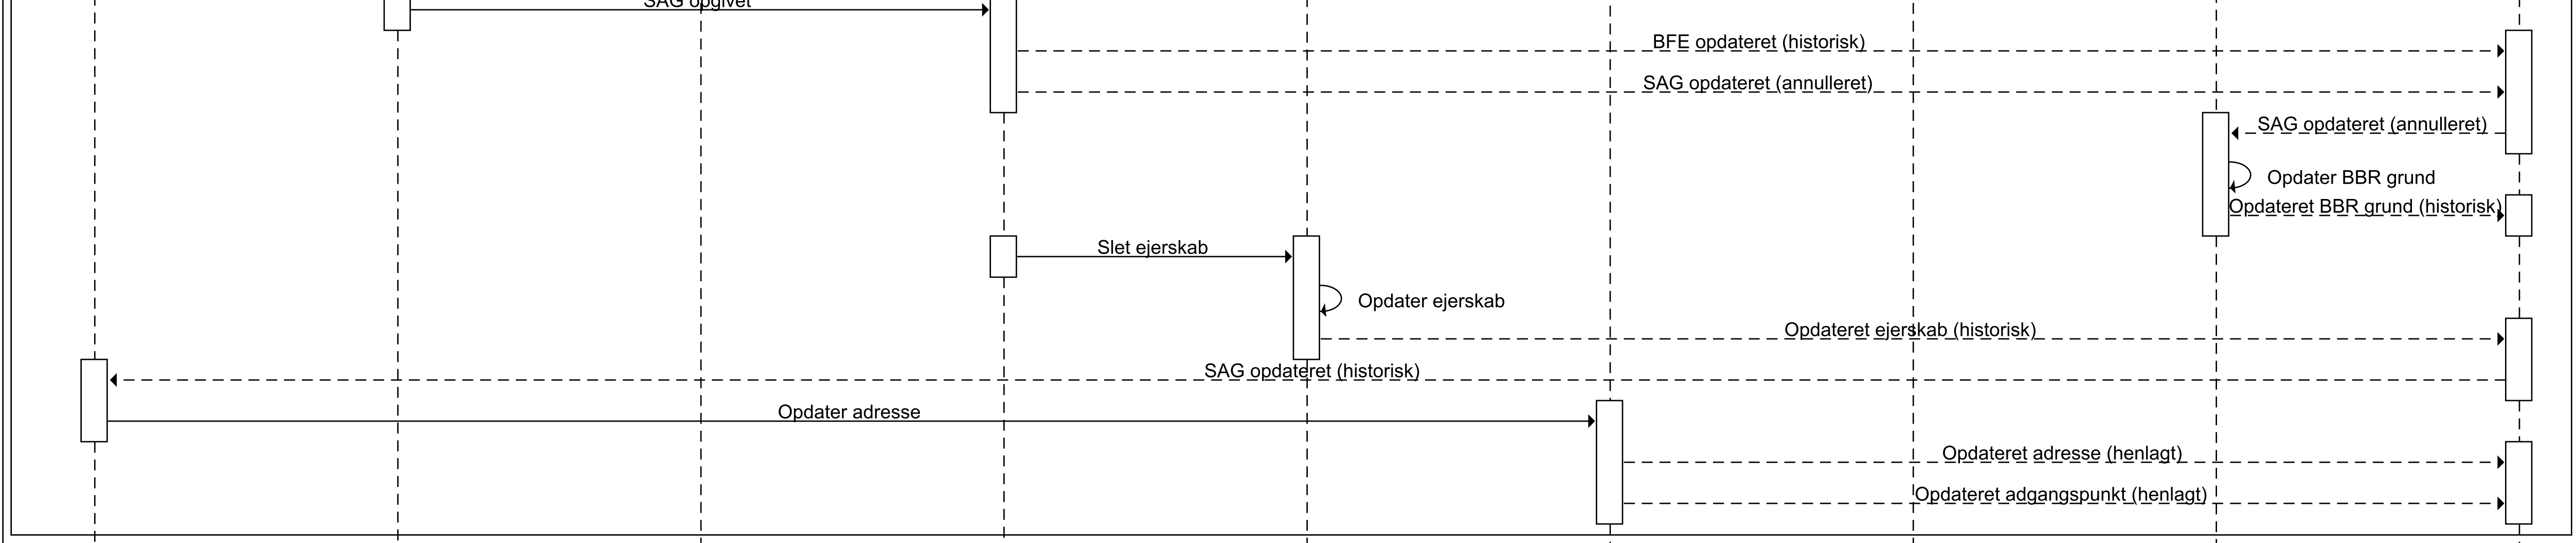 SAG opgivet
BFE opdateret (historisk)
SAG opdateret (annulleret)
SAG opdateret (annulleret)
Opdater BBR grund
Opdateret BBR grund (historisk)
Slet ejerskab
Opdater ejerskab
Opdateret ejerskab (historisk)
SAG opdateret (historisk)
Opdater adresse
Opdateret adresse (henlagt)
Opdateret adgangspunkt (henlagt)